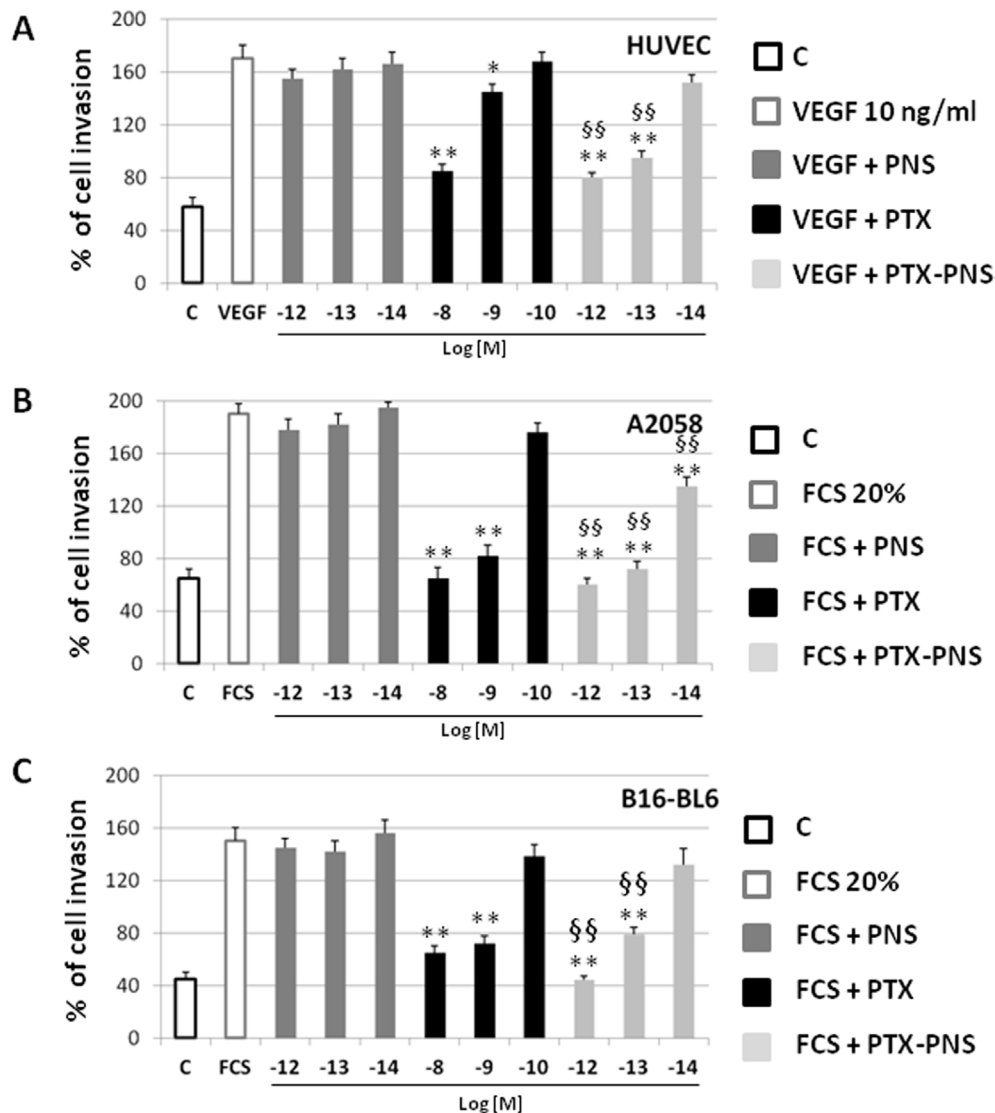 A
% of cell invasion
200
160
120
80
40
0
HUVEC
**
*
§§
**
§§
**
C VEGF -12 -13 -14 -8 -9 -10 -12 -13 -14
Log [M]
C
VEGF 10 ng/ml
VEGF + PNS
VEGF + PTX
VEGF + PTX-PNS
B
% of cell invasion
200
160
120
80
40
0
A2058
**
**
§§
**
§§
**
§§
**
C FCS -12 -13 -14 -8 -9 -10 -12 -13 -14
Log [M]
C
FCS 20%
FCS + PNS
FCS + PTX
FCS + PTX-PNS
C
% of cell invasion
200
160
120
80
40
0
B16-BL6
**
**
§§
**
§§
**
C FCS -12 -13 -14 -8 -9 -10 -12 -13 -14
Log [M]
C
FCS 20%
FCS + PNS
FCS + PTX
FCS + PTX-PNS